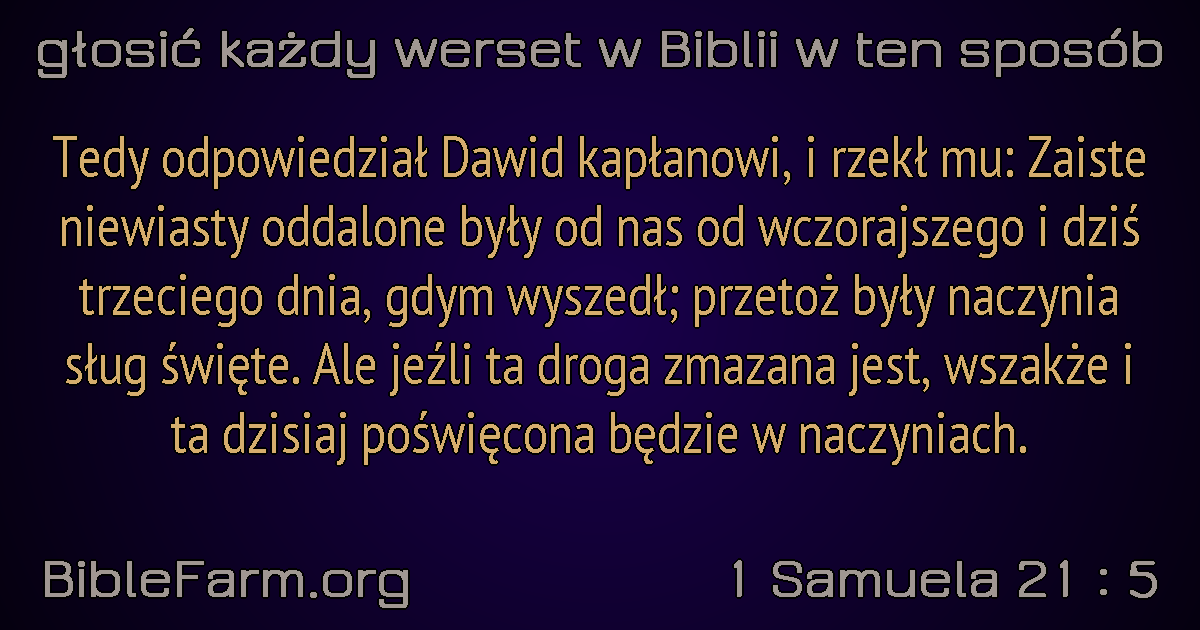 głosić każdy werset w Biblii w ten sposób
Tedy odpowiedział Dawid kapłanowi, i rzekł mu: Zaiste
niewiasty oddalone były od nas od wczorajszego i dziś
trzeciego dnia, gdym wyszedł; przetoż były naczynia
sług święte. Ale jeźli ta droga zmazana jest, wszakże i
ta dzisiaj poświęcona będzie w naczyniach.
BibleFarm.org
1 Samuela 21 : 5